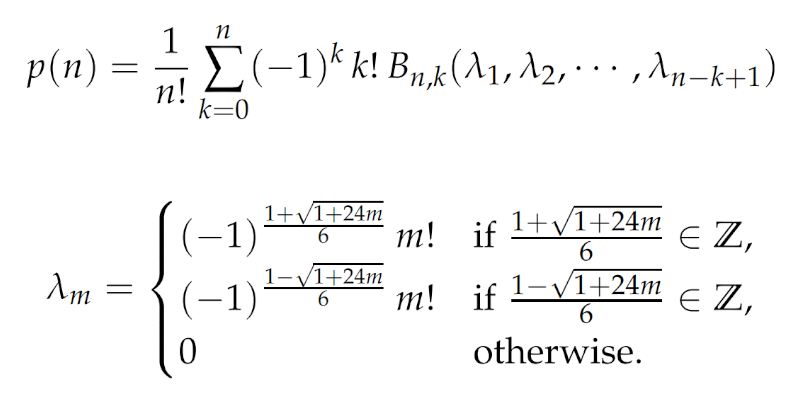 $p(n) = \frac{1}{n!} \sum_{k=0}^{n} (-1)^k \, k! \, B_{n,k}(\lambda_1, \lambda_2, \cdots, \lambda_{n-k+1})$
$\lambda_m = \begin{cases} (-1)^{\frac{1+\sqrt{1+24m}}{6}} \, m! & \text{if } \frac{1+\sqrt{1+24m}}{6} \in \mathbb{Z}, \\ (-1)^{\frac{1-\sqrt{1+24m}}{6}} \, m! & \text{if } \frac{1-\sqrt{1+24m}}{6} \in \mathbb{Z}, \\ 0 & \text{otherwise.} \end{cases}$